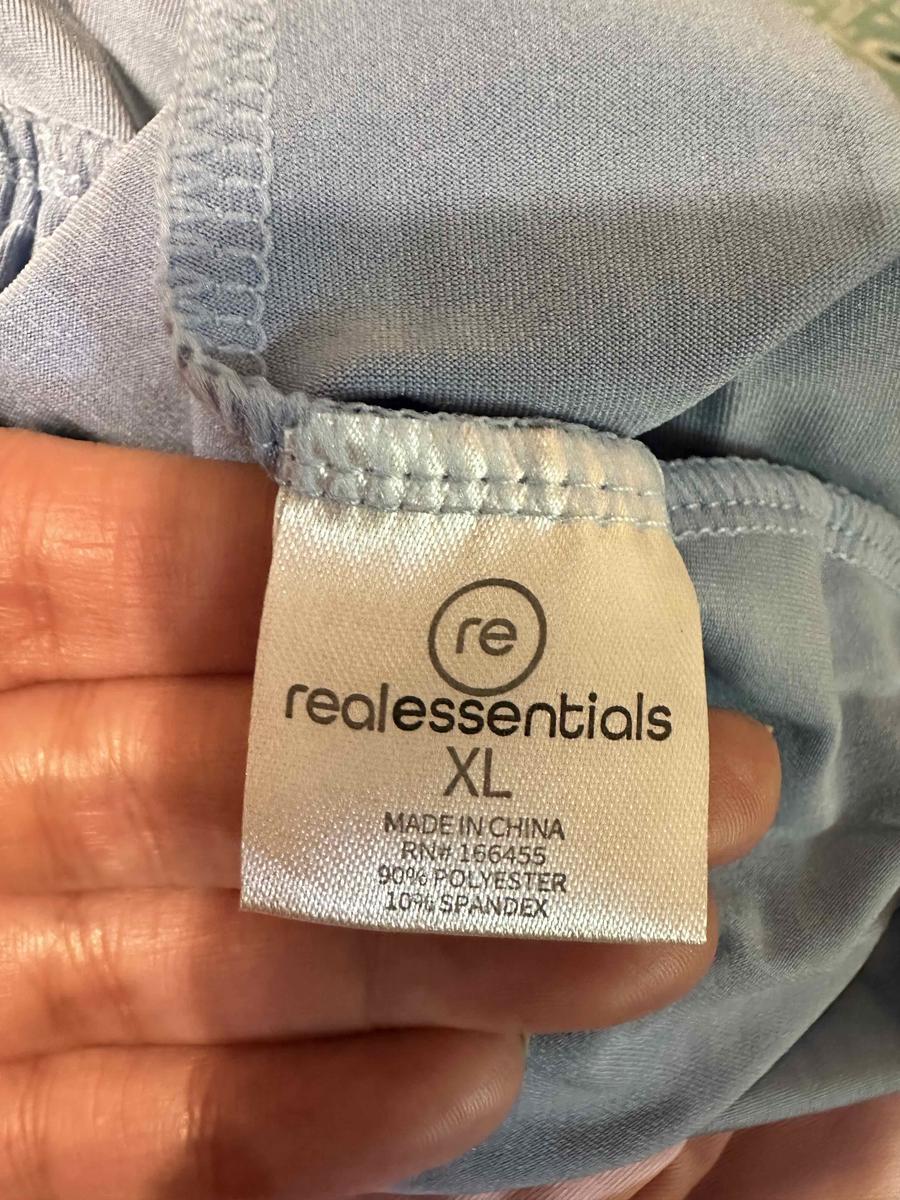 re
realessentials
XL
MADE IN CHINA
RN# 166455
90% POLYESTER
10% SPANDEX